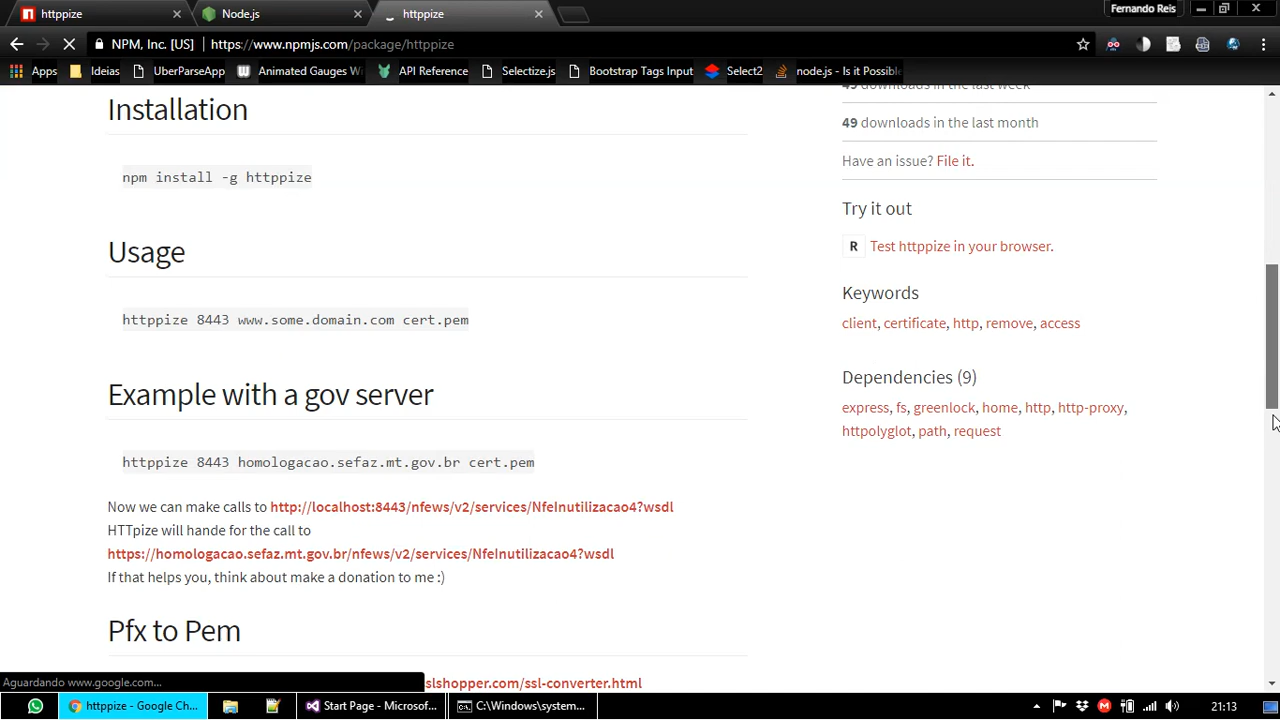 httppize
Node.js
httppize
Fernando Reis
NPM, Inc. [US]
https://www.npmjs.com/package/httppize
Apps
Ideias
UberParseApp
Animated Gauges Wi
API Reference
Selectize.js
Bootstrap Tags Input
Select2
node.js - Is it Possible
Installation
npm install -g httppize
Usage
httppize 8443 www.some.domain.com cert.pem
Example with a gov server
httppize 8443 homologacao.sefaz.mt.gov.br cert.pem
Now we can make calls to http://localhost:8443/nfews/v2/services/NfeInutilizacao4?wsdl
HTTpize will hande for the call to
https://homologacao.sefaz.mt.gov.br/nfews/v2/services/NfeInutilizacao4?wsdl
If that helps you, think about make a donation to me :)
Pfx to Pem
slshopper.com/ssl-converter.html
49 downloads in the last week
49 downloads in the last month
Have an issue? File it.
Try it out
R Test httppize in your browser.
Keywords
client, certificate, http, remove, access
Dependencies (9)
express, fs, greenlock, home, http, http-proxy,
httpolyglot, path, request
Aguardando www.google.com...
httppize - Google Ch...
Start Page - Microsof...
C:\Windows\system...
21:13